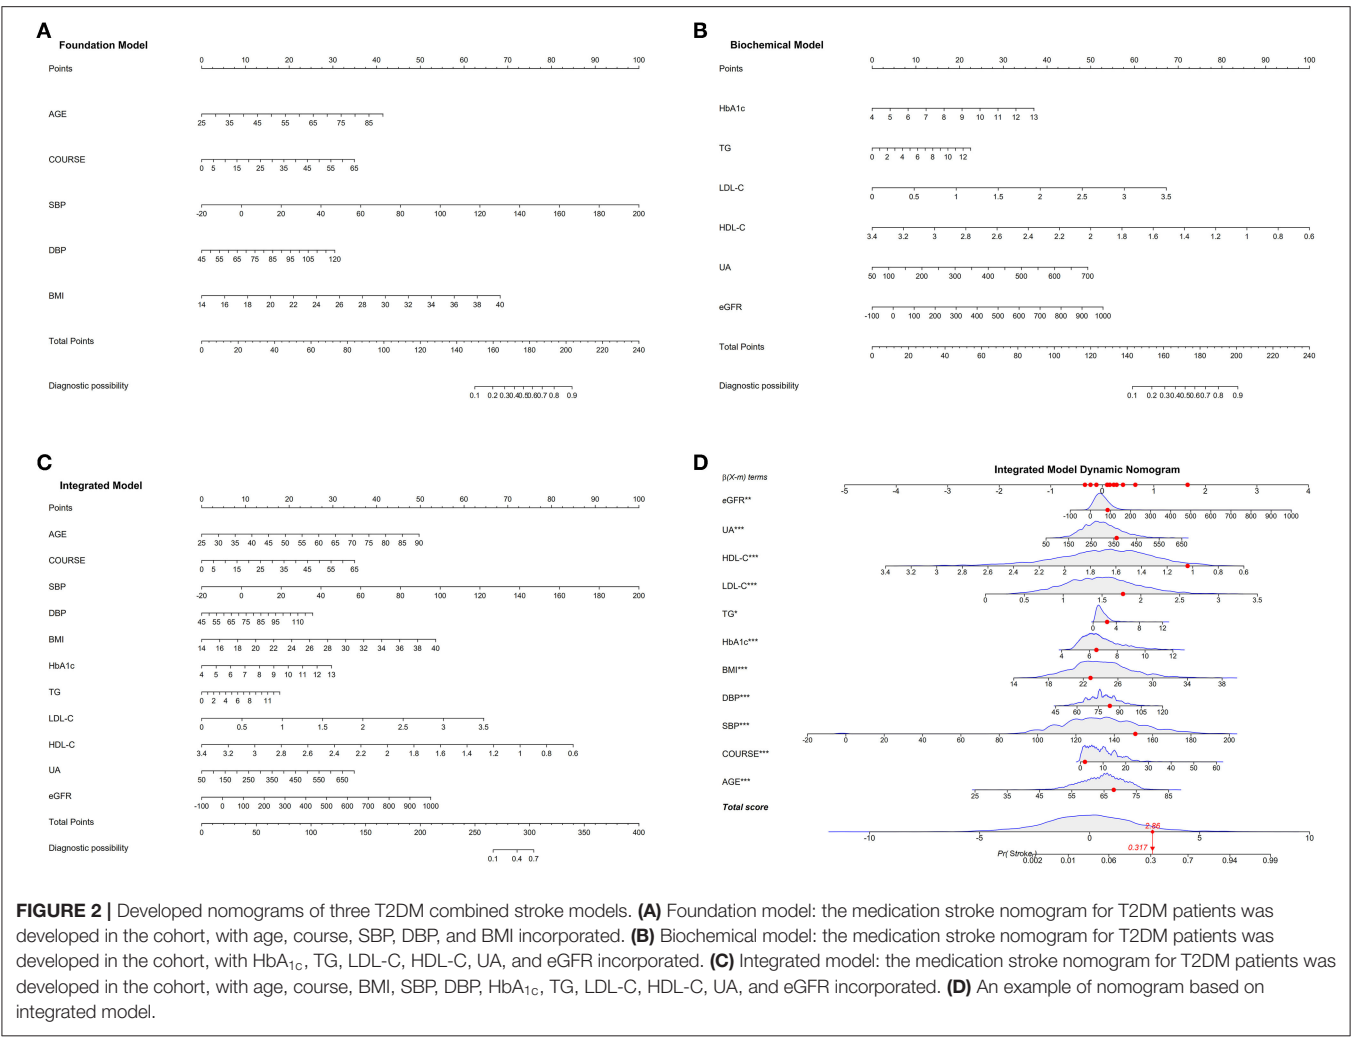 A
Foundation Model
0 10 20 30 40 50 60 70 80 90 100
Points
AGE
25 35 45 55 65 75 85
COURSE
0 5 15 25 35 45 55 65
SBP
-20 0 20 40 60 80 100 120 140 160 180 200
DBP
45 55 65 75 85 95 105 120
BMI
14 16 18 20 22 24 26 28 30 32 34 36 38 40
Total Points
0 20 40 60 80 100 120 140 160 180 200 220 240
Diagnostic possibility
0.1 0.2 0.3 0.4 0.5 0.6 0.7 0.8 0.9
B
Biochemical Model
0 10 20 30 40 50 60 70 80 90 100
Points
HbA1c
4 5 6 7 8 9 10 11 12 13
TG
0 2 4 6 8 10 12
LDL-C
0 0.5 1 1.5 2 2.5 3 3.5
HDL-C
3.4 3.2 3 2.8 2.6 2.4 2.2 2 1.8 1.6 1.4 1.2 1 0.8 0.6
UA
50 100 200 300 400 500 600 700
eGFR
-100 0 100 200 300 400 500 600 700 800 900 1000
Total Points
0 20 40 60 80 100 120 140 160 180 200 220 240
Diagnostic possibility
0.1 0.2 0.3 0.4 0.5 0.6 0.7 0.8 0.9
C
Integrated Model
0 10 20 30 40 50 60 70 80 90 100
Points
AGE
25 30 35 40 45 50 55 60 65 70 75 80 85 90
COURSE
0 5 15 25 35 45 55 65
SBP
-20 0 20 40 60 80 100 120 140 160 180 200
DBP
45 55 65 75 85 95 110
BMI
14 16 18 20 22 24 26 28 30 32 34 36 38 40
HbA1c
4 5 6 7 8 9 10 11 12 13
TG
0 2 4 6 8 11
LDL-C
0 0.5 1 1.5 2 2.5 3 3.5
HDL-C
3.4 3.2 3 2.8 2.6 2.4 2.2 2 1.8 1.6 1.4 1.2 1 0.8 0.6
UA
50 150 250 350 450 550 650
eGFR
-100 0 100 200 300 400 500 600 700 800 900 1000
Total Points
0 50 100 150 200 250 300 350 400
Diagnostic possibility
0.1 0.4 0.7
D
Integrated Model Dynamic Nomogram
β(X-m) terms
-5 -4 -3 -2 -1 0 1 2 3 4
eGFR**
-100 0 100 200 300 400 500 600 700 800 900 1000
UA***
50 150 250 350 450 550 650
HDL-C***
3.4 3.2 3 2.8 2.6 2.4 2.2 2 1.8 1.6 1.4 1.2 1 0.8 0.6
LDL-C***
0 0.5 1 1.5 2 2.5 3 3.5
TG*
0 4 8 12
HbA1c***
4 6 8 10 12
BMI***
14 18 22 26 30 34 38
DBP***
45 60 75 90 105 120
SBP***
-20 0 20 40 60 80 100 120 140 160 180 200
COURSE***
0 10 20 30 40 50 60
AGE***
25 35 45 55 65 75 85
Total score
2.86
-10 -5 0 5 10
0.317
Pr( Stroke )
0.002 0.01 0.06 0.3 0.7 0.94 0.99
FIGURE 2 | Developed nomograms of three T2DM combined stroke models. (A) Foundation model: the medication stroke nomogram for T2DM patients was
developed in the cohort, with age, course, SBP, DBP, and BMI incorporated. (B) Biochemical model: the medication stroke nomogram for T2DM patients was
developed in the cohort, with HbA1c, TG, LDL-C, HDL-C, UA, and eGFR incorporated. (C) Integrated model: the medication stroke nomogram for T2DM patients was
developed in the cohort, with age, course, BMI, SBP, DBP, HbA1c, TG, LDL-C, HDL-C, UA, and eGFR incorporated. (D) An example of nomogram based on
integrated model.